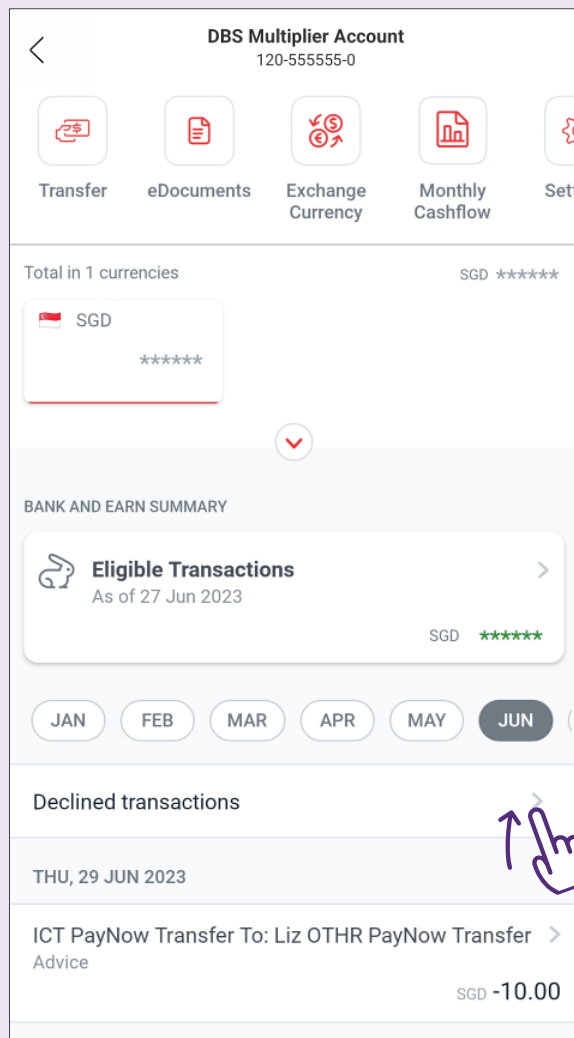 DBS Multiplier Account
120-555555-0
Transfer
eDocuments
Exchange
Currency
Monthly
Cashflow
Total in 1 currencies
SGD ******
SGD
******
BANK AND EARN SUMMARY
Eligible Transactions
As of 27 Jun 2023
SGD ******
JAN FEB MAR APR MAY JUN
Declined transactions
THU, 29 JUN 2023
ICT PayNow Transfer To: Liz OTHR PayNow Transfer
Advice
SGD -10.00